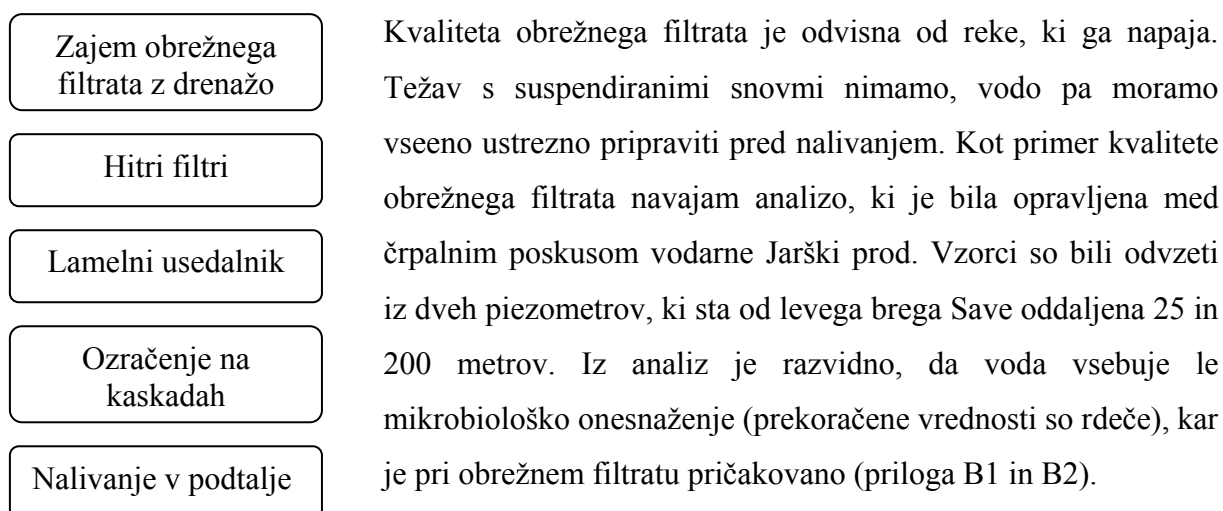 Zajem obrežnega
filtrata z drenažo
Hitri filtri
Lamelni usedalnik
Ozračenje na
kaskadah
Nalivanje v podtalje
Kvaliteta obrežnega filtrata je odvisna od reke, ki ga napaja.
Težav s suspendiranimi snovmi nimamo, vodo pa moramo
vseeno ustrezno pripraviti pred nalivanjem. Kot primer kvalitete
obrežnega filtrata navajam analizo, ki je bila opravljena med
črpalnim poskusom vodarne Jarški prod. Vzorci so bili odvzeti
iz dveh piezometrov, ki sta od levega brega Save oddaljena 25 in
200 metrov. Iz analiz je razvidno, da voda vsebuje le
mikrobiološko onesnaženje (prekoračene vrednosti so rdeče), kar
je pri obrežnem filtratu pričakovano (priloga B1 in B2).